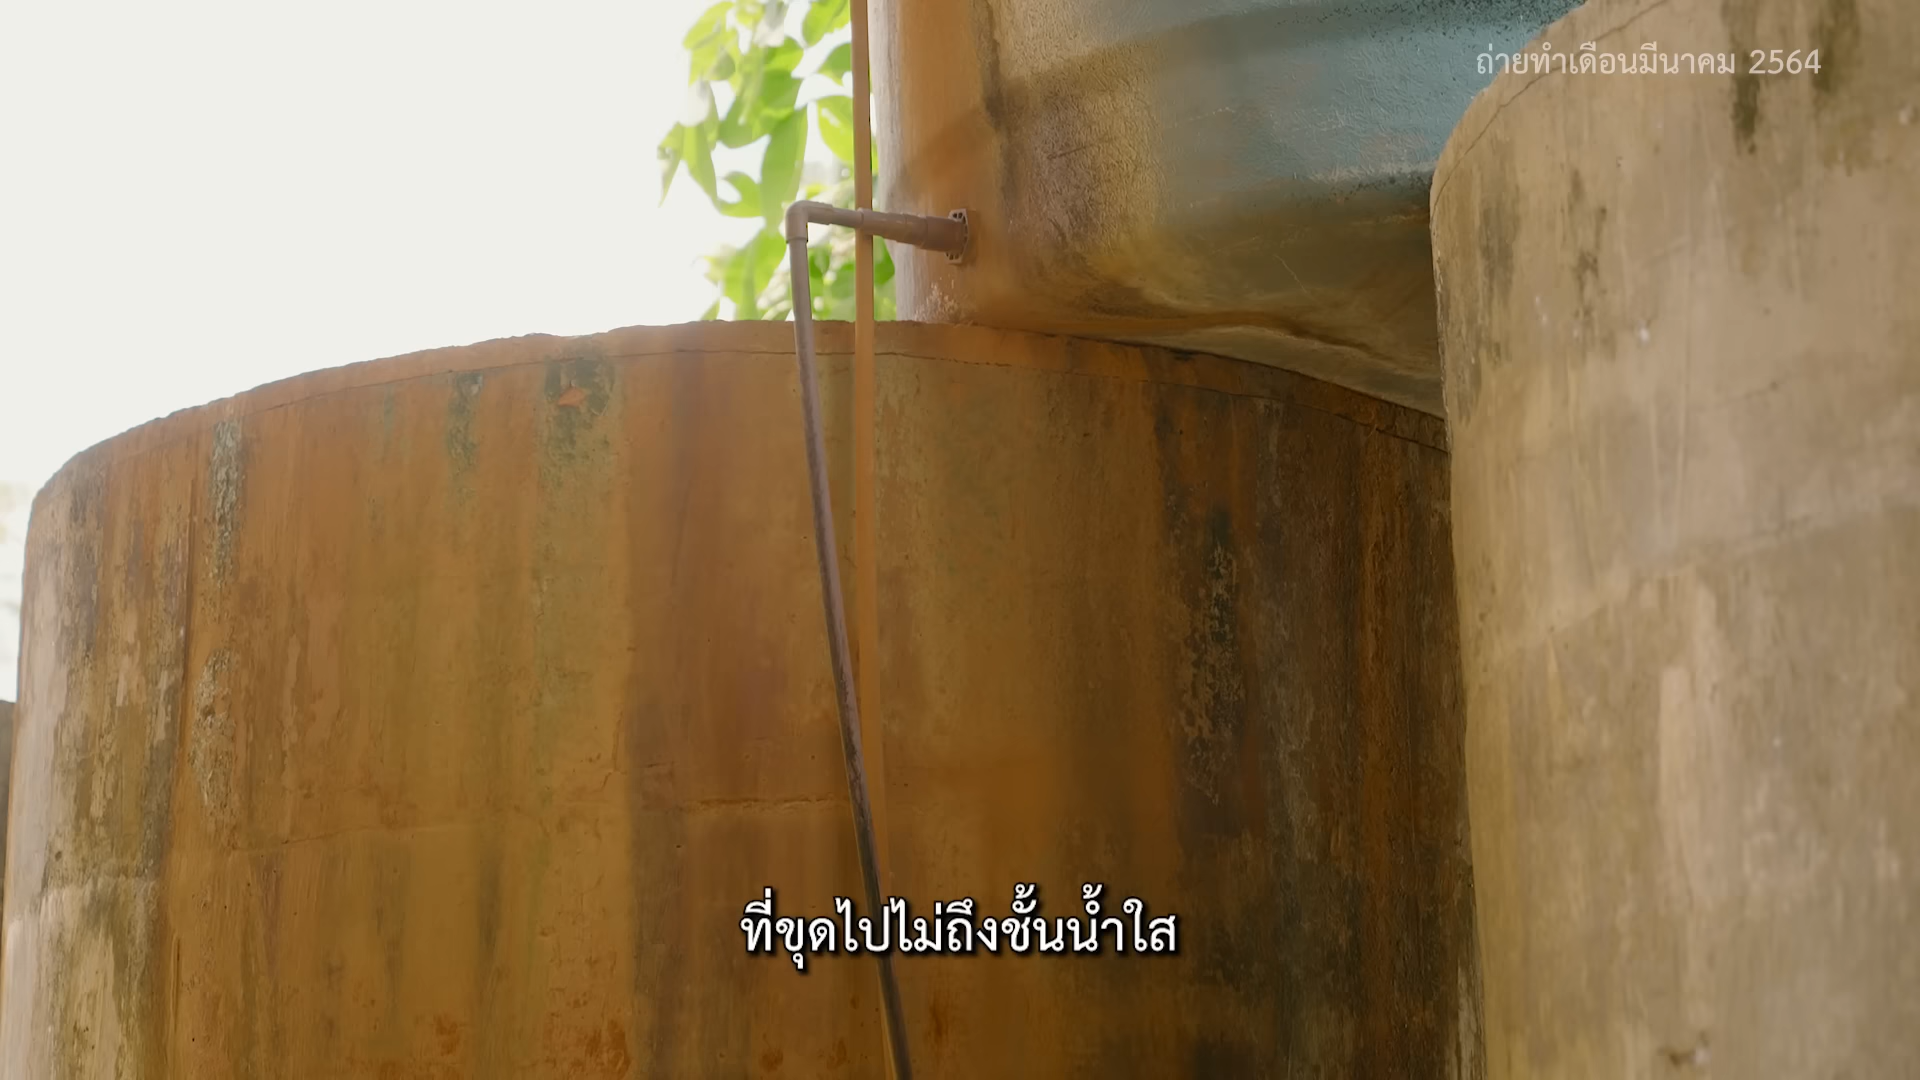 ถ่ายทำเดือนมีนาคม 2564
ที่ขุดไปไม่ถึงชั้นน้ำใส